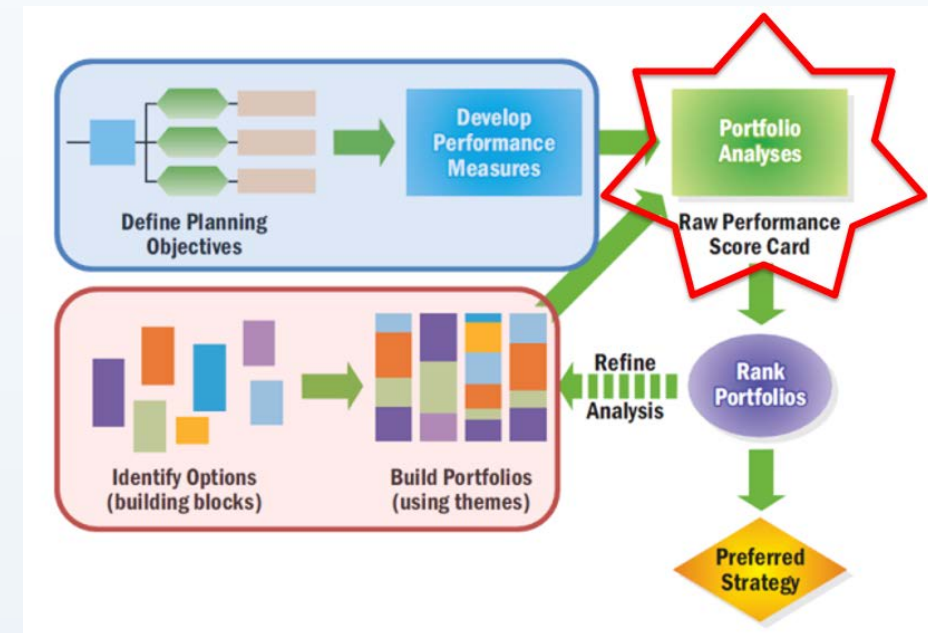 Define Planning
Objectives
Develop
Performance
Measures
Portfolio
Analyses
Raw Performance
Score Card
Identify Options
(building blocks)
Build Portfolios
(using themes)
Refine
Analysis
Rank
Portfolios
Preferred
Strategy